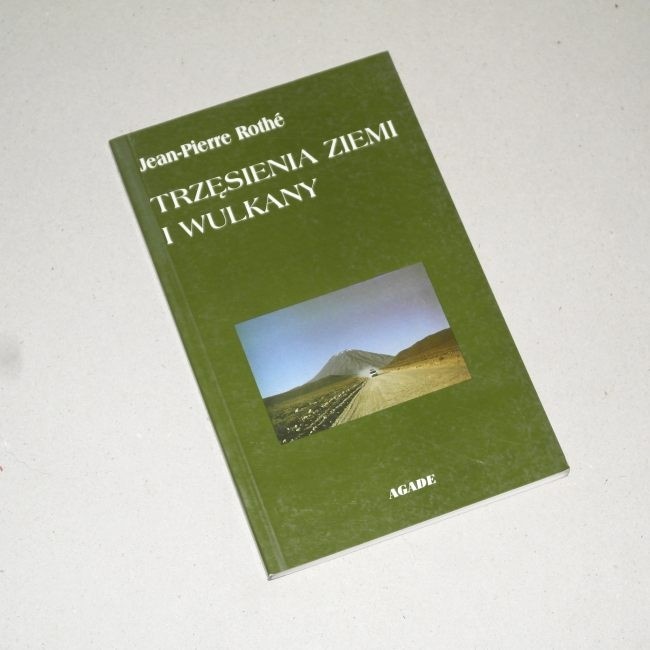 Jean-Pierre Rothé
TRZĘSIENIA ZIEMI
I WULKANY
AGADE